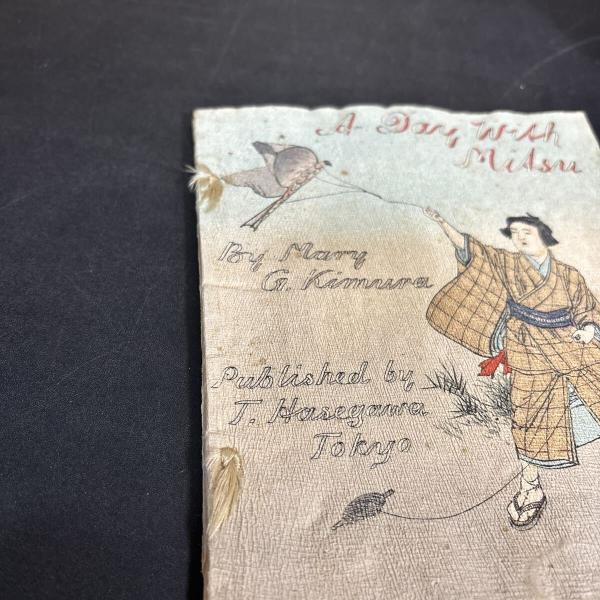 A Day With
Mitsu
By Mary
G. Kimura
Published by
T. Hasegawa
Tokyo